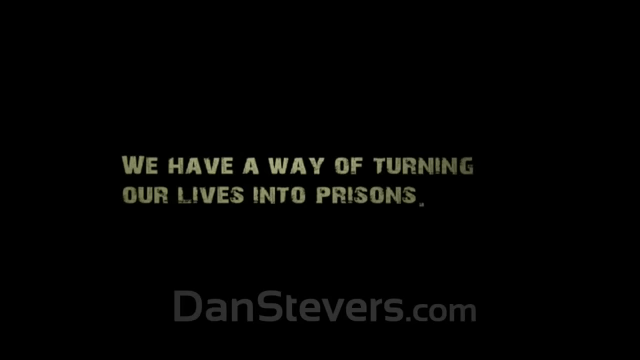 We have a way of turning
our lives into prisons.
DanStevers.com